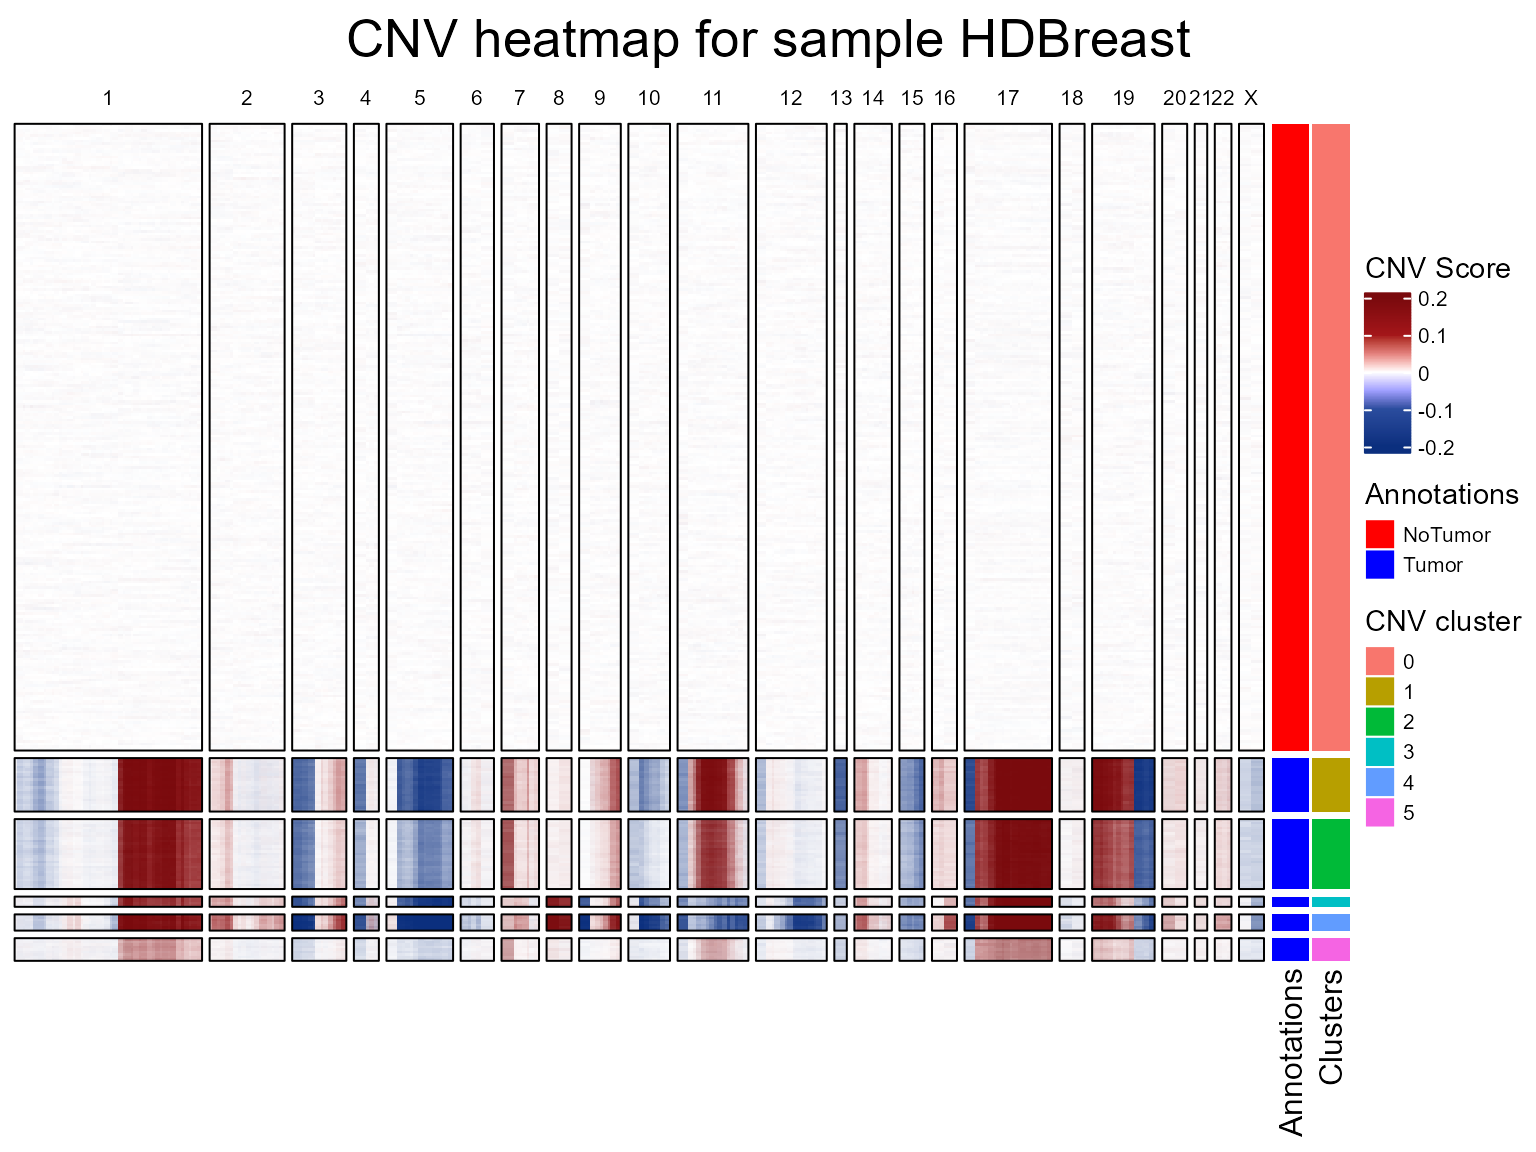 CNV heatmap for sample HDBreast
1 2 3 4 5 6 7 8 9 10 11 12 13 14 15 16 17 18 19 20 21 22 X
CNV Score
0.2
0.1
0
-0.1
-0.2
Annotations
NoTumor
Tumor
CNV cluster
0
1
2
3
4
5
Annotations
Clusters